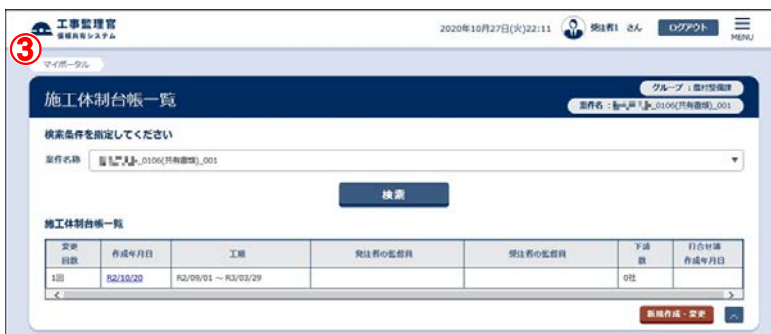 工事監理官
情報共有システム
2020年10月27日(火)22:11 受注者1 さん ログアウト
MENU
③
マイポータル
施工体制台帳一覧
グループ : 農村整備課
案件名 : _0106(共有書類)_001
検索条件を指定してください
案件名称 _0106(共有書類)_001
検索
施工体制台帳一覧
変更回数 作成年月日 工期 発注者の監督員 受注者の監督員 下請数 打合せ簿作成年月日
1回 R2/10/20 R2/09/01 ～ R3/03/29 0社
新規作成・変更